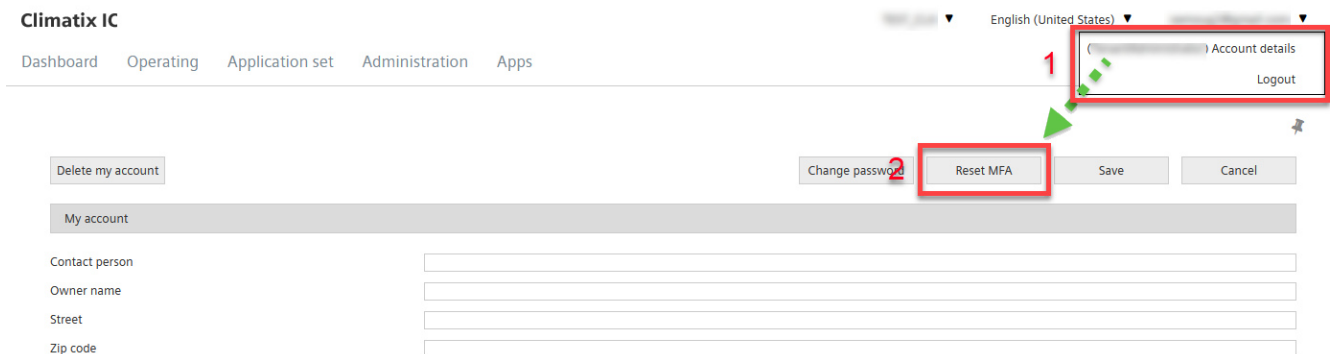 Climatix IC
English (United States)
Dashboard Operating Application set Administration Apps
1
( ) Account details
Logout
Delete my account
Change password
2
Reset MFA
Save
Cancel
My account
Contact person
Owner name
Street
Zip code